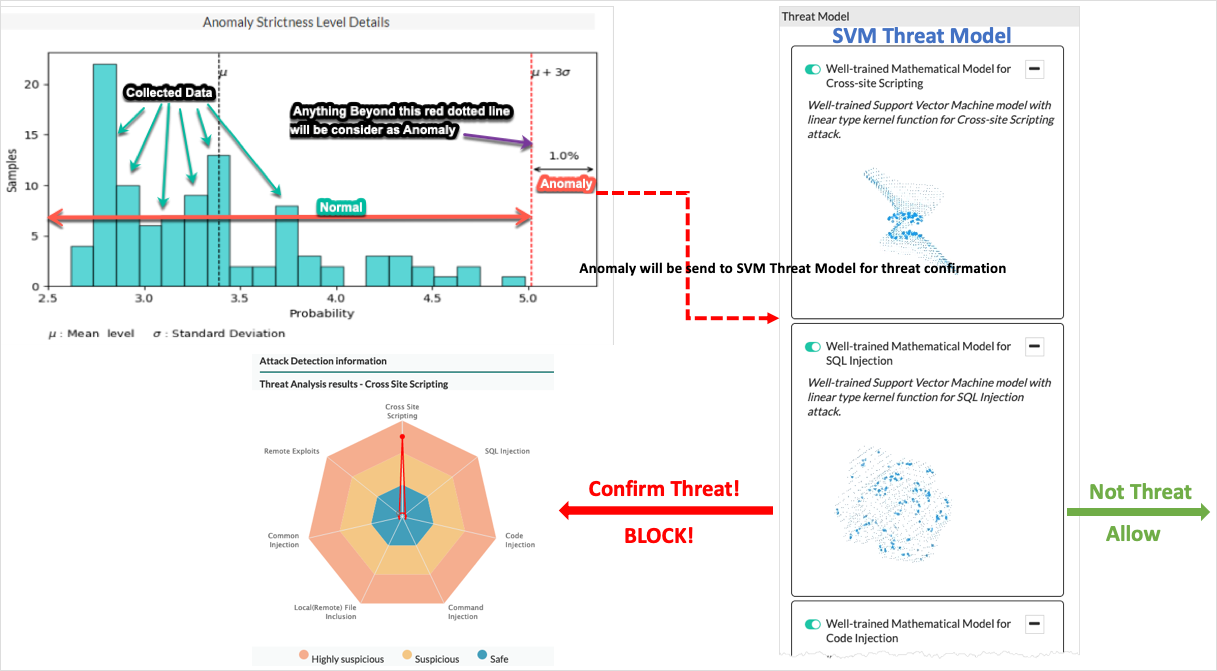 Anomaly Strictness Level Details
μ
μ + 3σ
Collected Data
Anything Beyond this red dotted line
will be consider as Anomaly
1.0%
Anomaly
Normal
Samples
20
15
10
5
0
2.5
3.0
3.5
4.0
4.5
5.0
Probability
μ : Mean level
σ : Standard Deviation
Threat Model
SVM Threat Model
Well-trained Mathematical Model for
Cross-site Scripting
Well-trained Support Vector Machine model with
linear type kernel function for Cross-site Scripting
attack.
Anomaly will be send to SVM Threat Model for threat confirmation
Well-trained Mathematical Model for
SQL Injection
Well-trained Support Vector Machine model with
linear type kernel function for SQL Injection
attack.
Well-trained Mathematical Model for
Code Injection
Attack Detection information
Threat Analysis results - Cross Site Scripting
Cross Site
Scripting
Remote Exploits
SQL Injection
Common
Injection
Code
Injection
Local(Remote) File
Inclusion
Command
Injection
Highly suspicious
Suspicious
Safe
Confirm Threat!
BLOCK!
Not Threat
Allow